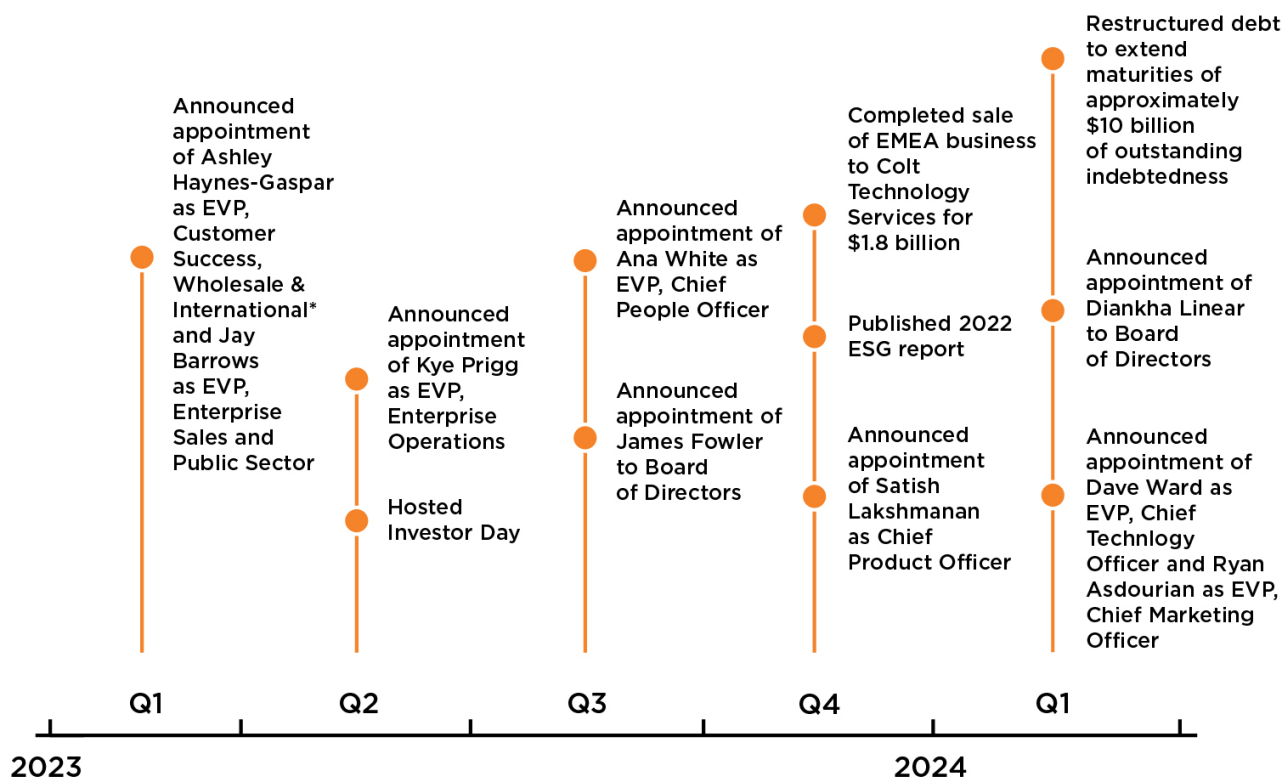 Announced
appointment
of Ashley
Haynes-Gaspar
as EVP,
Customer
Success,
Wholesale &
International*
and Jay
Barrows
as EVP,
Enterprise
Sales and
Public Sector
Announced
appointment
of Kye Prigg
as EVP,
Enterprise
Operations
Hosted
Investor Day
Announced
appointment of
Ana White as
EVP, Chief
People Officer
Announced
appointment of
James Fowler
to Board
of Directors
Completed sale
of EMEA business
to Colt
Technology
Services for
$1.8 billion
Published 2022
ESG report
Announced
appointment
of Satish
Lakshmanan
as Chief
Product Officer
Restructured debt
to extend
maturities of
approximately
$10 billion
of outstanding
indebtedness
Announced
appointment of
Diankha Linear
to Board
of Directors
Announced
appointment of
Dave Ward as
EVP, Chief
Technlogy
Officer and Ryan
Asdourian as EVP,
Chief Marketing
Officer
Q1 Q2 Q3 Q4 Q1
2023 2024